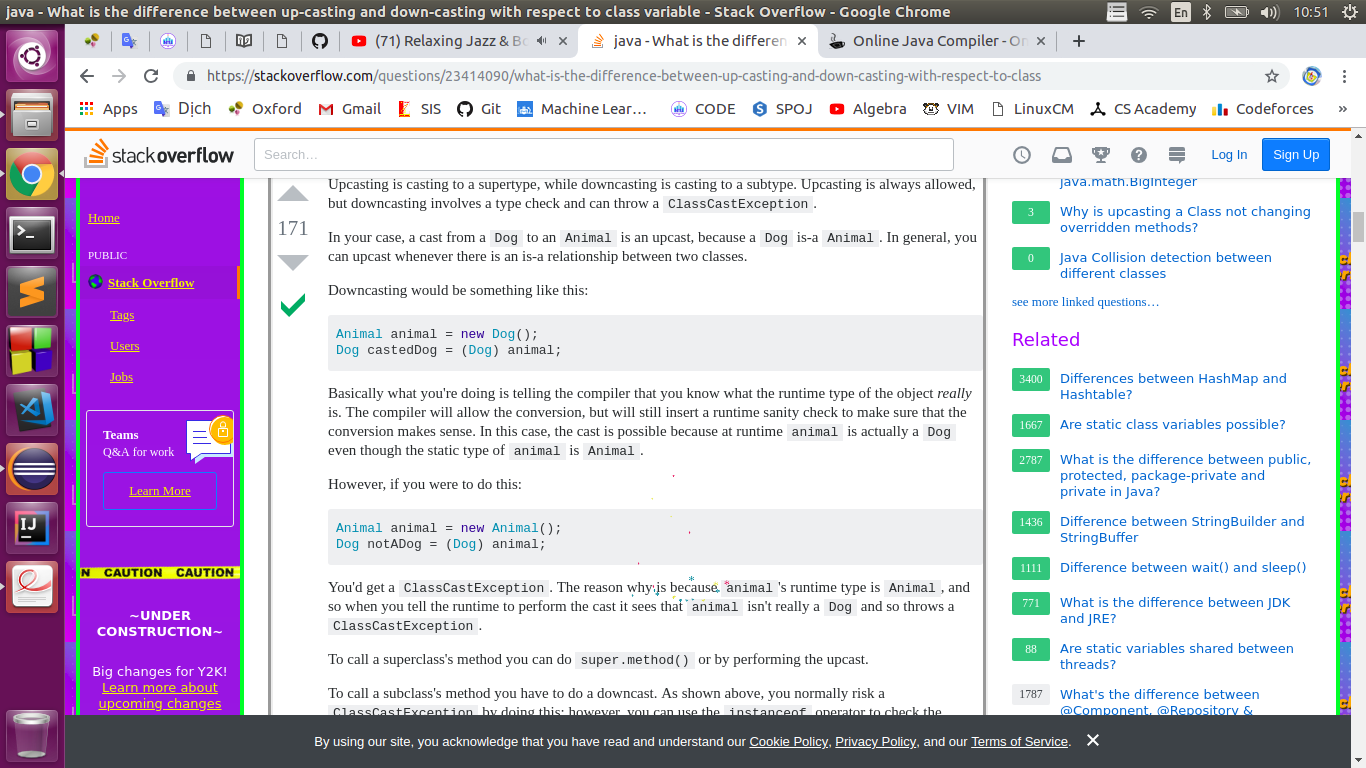 java - What is the difference between up-casting and down-casting with respect to class variable - Stack Overflow - Google Chrome
En
10:51
(71) Relaxing Jazz & Bo
java - What is the differen
Online Java Compiler - On
https://stackoverflow.com/questions/23414090/what-is-the-difference-between-up-casting-and-down-casting-with-respect-to-class
Apps
Dịch
Oxford
Gmail
SIS
Git
Machine Lear…
CODE
SPOJ
Algebra
VIM
LinuxCM
CS Academy
Codeforces
»
stackoverflow
Search…
Log In
Sign Up
Home
PUBLIC
Stack Overflow
Tags
Users
Jobs
Teams
Q&A for work
Learn More
N CAUTION CAUTION
~UNDER
CONSTRUCTION~
Big changes for Y2K!
Learn more about
upcoming changes
171
Upcasting is casting to a supertype, while downcasting is casting to a subtype. Upcasting is always allowed,
but downcasting involves a type check and can throw a ClassCastException.
In your case, a cast from a Dog to an Animal is an upcast, because a Dog is-a Animal. In general, you
can upcast whenever there is an is-a relationship between two classes.
Downcasting would be something like this:
Animal animal = new Dog();
Dog castedDog = (Dog) animal;
Basically what you're doing is telling the compiler that you know what the runtime type of the object really
is. The compiler will allow the conversion, but will still insert a runtime sanity check to make sure that the
conversion makes sense. In this case, the cast is possible because at runtime animal is actually a Dog
even though the static type of animal is Animal.
However, if you were to do this:
Animal animal = new Animal();
Dog notADog = (Dog) animal;
You'd get a ClassCastException. The reason why is because animal's runtime type is Animal, and
so when you tell the runtime to perform the cast it sees that animal isn't really a Dog and so throws a
ClassCastException.
To call a superclass's method you can do super.method() or by performing the upcast.
To call a subclass's method you have to do a downcast. As shown above, you normally risk a
ClassCastException by doing this; however, you can use the instanceof operator to check the
java.math.BigInteger
3 Why is upcasting a Class not changing
overridden methods?
0 Java Collision detection between
different classes
see more linked questions…
Related
3400 Differences between HashMap and
Hashtable?
1667 Are static class variables possible?
2787 What is the difference between public,
protected, package-private and
private in Java?
1436 Difference between StringBuilder and
StringBuffer
1111 Difference between wait() and sleep()
771 What is the difference between JDK
and JRE?
88 Are static variables shared between
threads?
1787 What's the difference between
@Component, @Repository &
By using our site, you acknowledge that you have read and understand our Cookie Policy, Privacy Policy, and our Terms of Service.